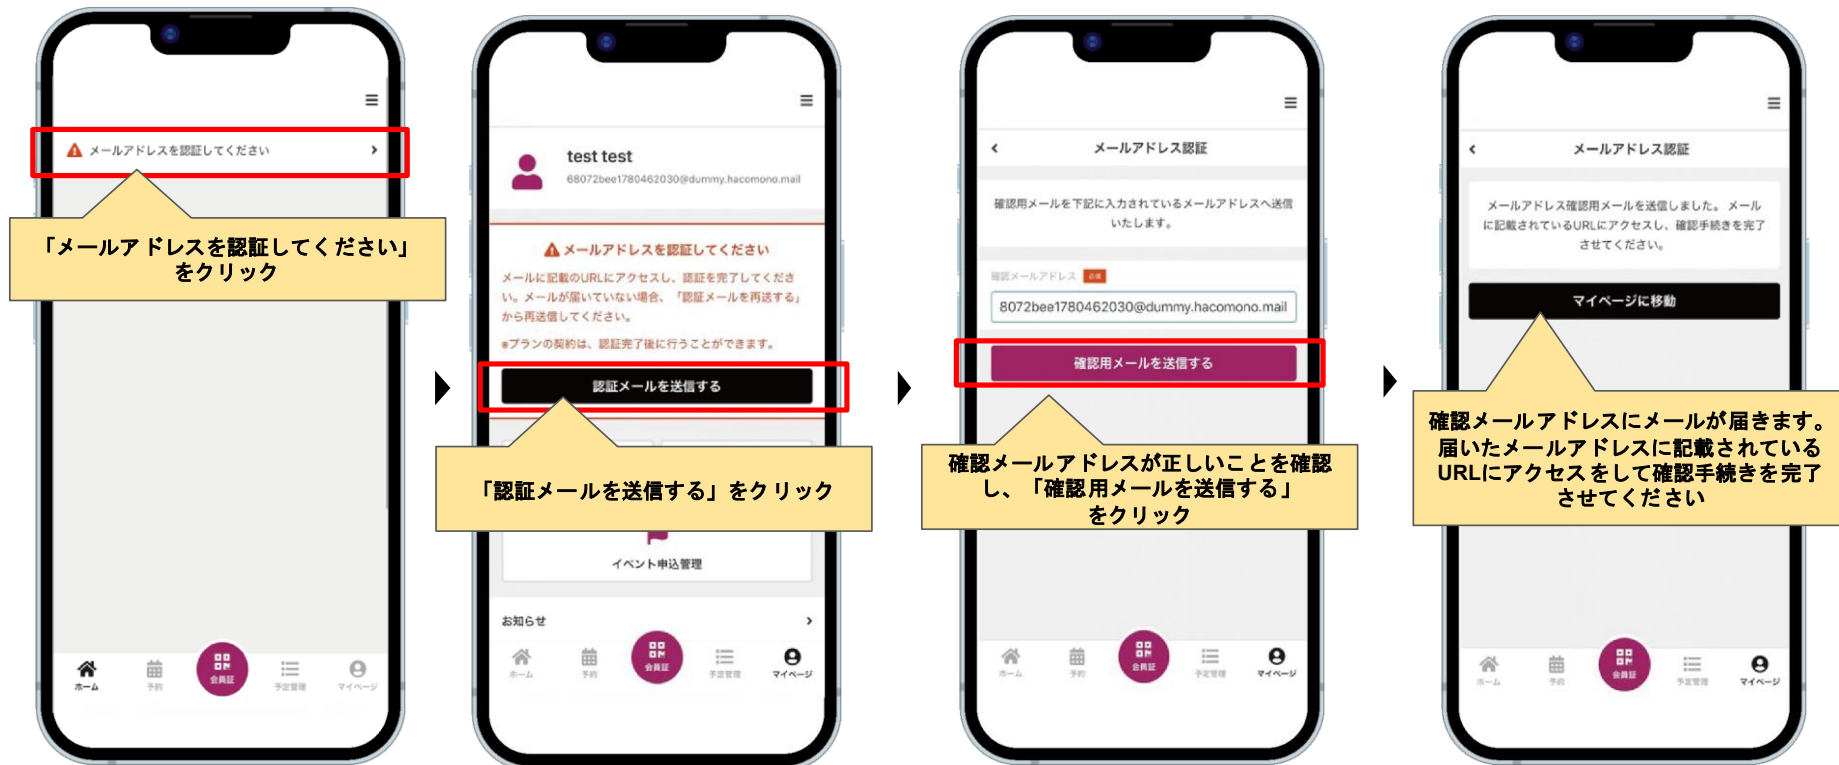 メールアドレスを認証してください
「メールアドレスを認証してください」
をクリック
ホーム
予約
会員証
予定管理
マイページ
test test
68072bee1780462030@dummy.hacomono.mail
メールアドレスを認証してください
メールに記載のURLにアクセスし、認証を完了してくださ
い。メールが届いていない場合、「認証メールを再送する」
から再送信してください。
※プランの契約は、認証完了後に行うことができます。
認証メールを送信する
「認証メールを送信する」をクリック
イベント申込管理
お知らせ
ホーム
予約
会員証
予定管理
マイページ
メールアドレス認証
確認用メールを下記に入力されているメールアドレスへ送信
いたします。
確認メールアドレス 必須
8072bee1780462030@dummy.hacomono.mail
確認用メールを送信する
確認メールアドレスが正しいことを確認
し、「確認用メールを送信する」
をクリック
ホーム
予約
会員証
予定管理
マイページ
メールアドレス認証
メールアドレス確認用メールを送信しました。メール
に記載されているURLにアクセスし、確認手続きを完了
させてください。
マイページに移動
確認メールアドレスにメールが届きます。
届いたメールアドレスに記載されている
URLにアクセスをして確認手続きを完了
させてください
ホーム
予約
会員証
予定管理
マイページ